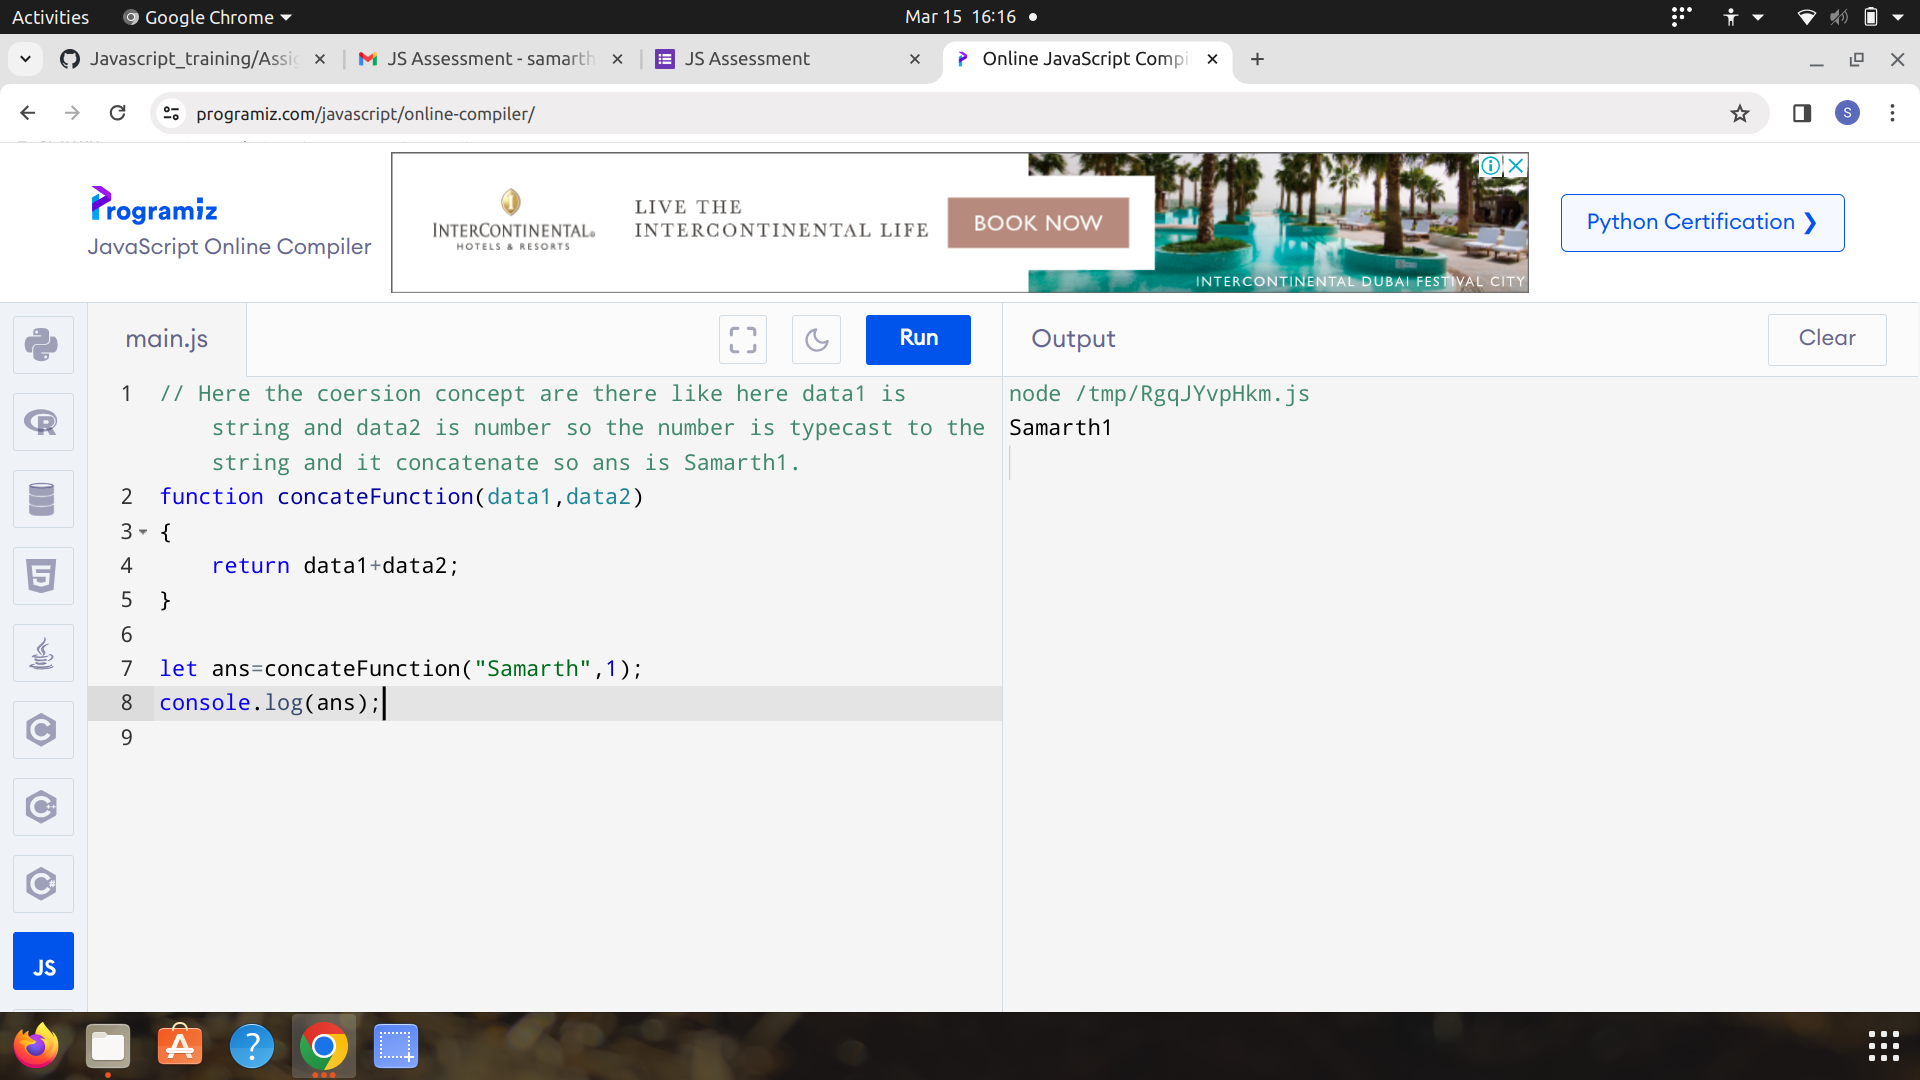 Activities
Google Chrome
Mar 15 16:16
Javascript_training/Assig
JS Assessment - samarth
JS Assessment
Online JavaScript Compi
programiz.com/javascript/online-compiler/
S
Programiz
JavaScript Online Compiler
INTERCONTINENTAL
HOTELS & RESORTS
LIVE THE
INTERCONTINENTAL LIFE
BOOK NOW
INTERCONTINENTAL DUBAI FESTIVAL CITY
Python Certification ❯
main.js
Run
Output
Clear
1 // Here the coersion concept are there like here data1 is
string and data2 is number so the number is typecast to the
string and it concatenate so ans is Samarth1.
2 function concateFunction(data1,data2)
3 {
4 return data1+data2;
5 }
6
7 let ans=concateFunction("Samarth",1);
8 console.log(ans);
9
node /tmp/RgqJYvpHkm.js
Samarth1
R
5
C
C++
C#
JS